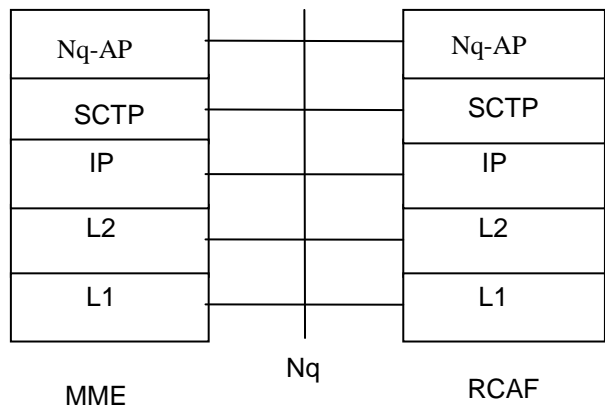 Nq-AP Nq-AP
SCTP SCTP
IP IP
L2 L2
L1 L1
Nq
MME RCAF